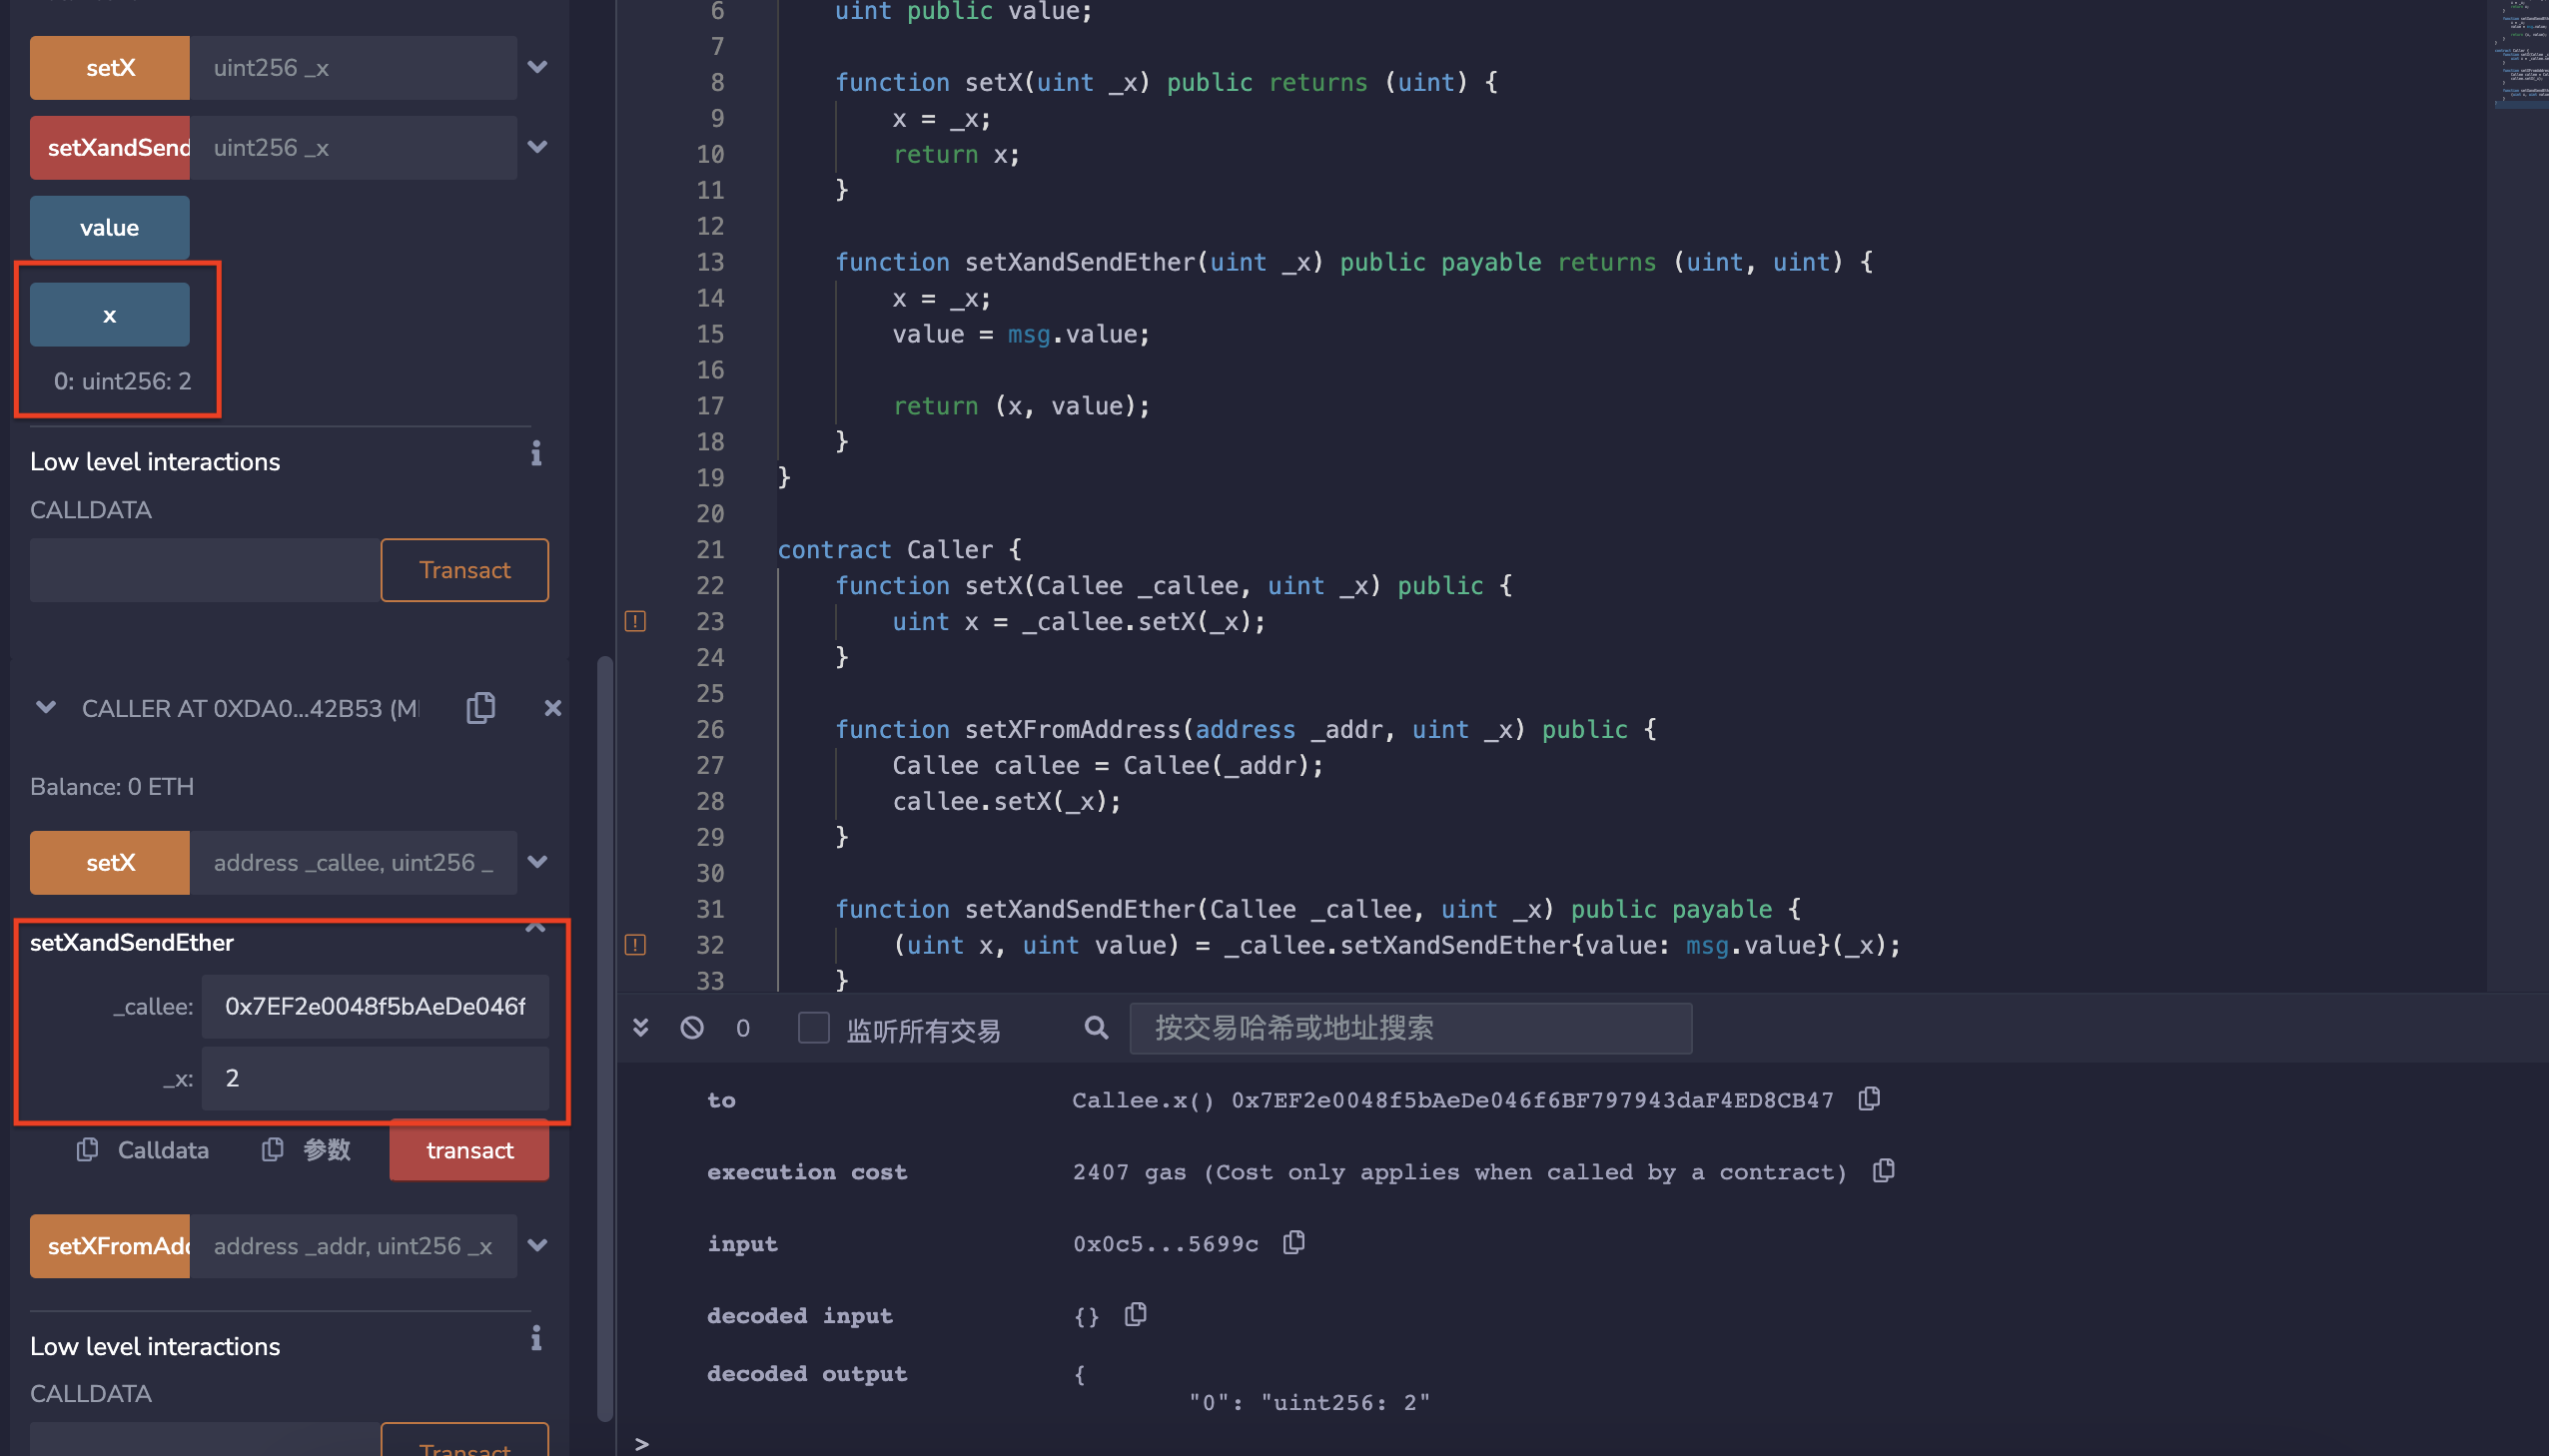 setX uint256 _x
setXandSend uint256 _x
value
x
0: uint256: 2
Low level interactions
CALLDATA
Transact
CALLER AT 0XDA0...42B53 (M
Balance: 0 ETH
setX address _callee, uint256 _
setXandSendEther
_callee: 0x7EF2e0048f5bAeDe046f
_x: 2
Calldata 参数 transact
setXFromAdd address _addr, uint256 _x
Low level interactions
CALLDATA
Transact
6 uint public value;
7
8 function setX(uint _x) public returns (uint) {
9 x = _x;
10 return x;
11 }
12
13 function setXandSendEther(uint _x) public payable returns (uint, uint) {
14 x = _x;
15 value = msg.value;
16
17 return (x, value);
18 }
19 }
20
21 contract Caller {
22 function setX(Callee _callee, uint _x) public {
23 uint x = _callee.setX(_x);
24 }
25
26 function setXFromAddress(address _addr, uint _x) public {
27 Callee callee = Callee(_addr);
28 callee.setX(_x);
29 }
30
31 function setXandSendEther(Callee _callee, uint _x) public payable {
32 (uint x, uint value) = _callee.setXandSendEther{value: msg.value}(_x);
33 }
0 监听所有交易 按交易哈希或地址搜索
to Callee.x() 0x7EF2e0048f5bAeDe046f6BF797943daF4ED8CB47
execution cost 2407 gas (Cost only applies when called by a contract)
input 0x0c5...5699c
decoded input {}
decoded output {
"0": "uint256: 2"
>